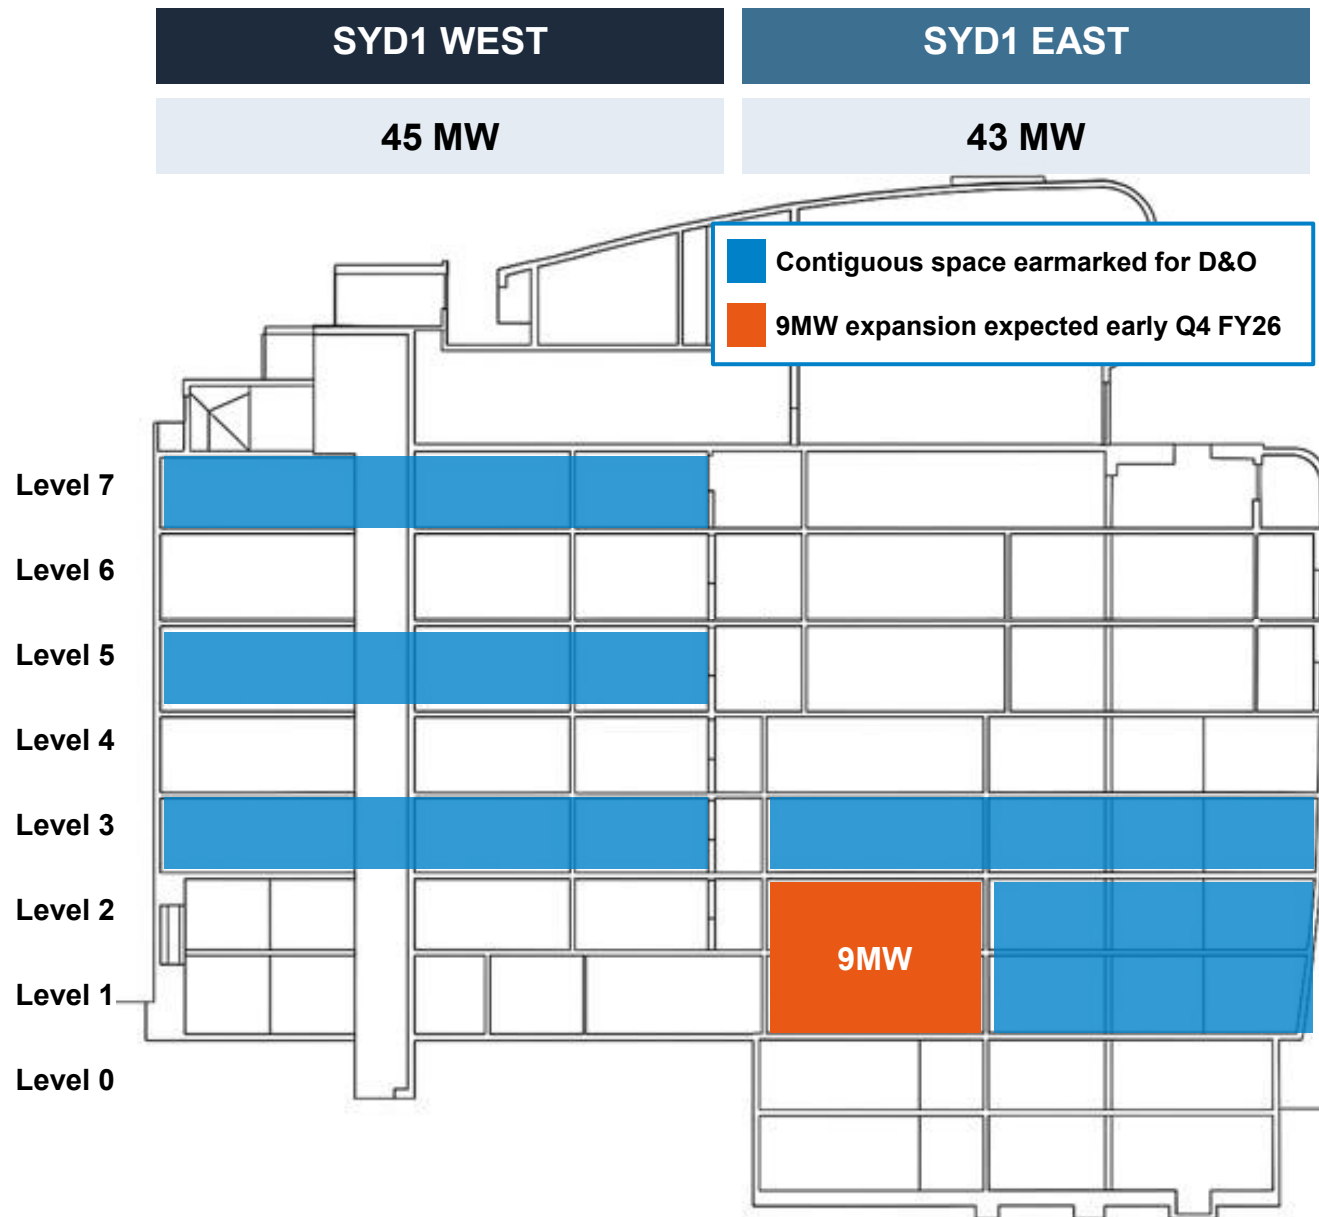 SYD1 WEST
SYD1 EAST
45 MW
43 MW
Contiguous space earmarked for D&O
9MW expansion expected early Q4 FY26
Level 7
Level 6
Level 5
Level 4
Level 3
Level 2
9MW
Level 1
Level 0